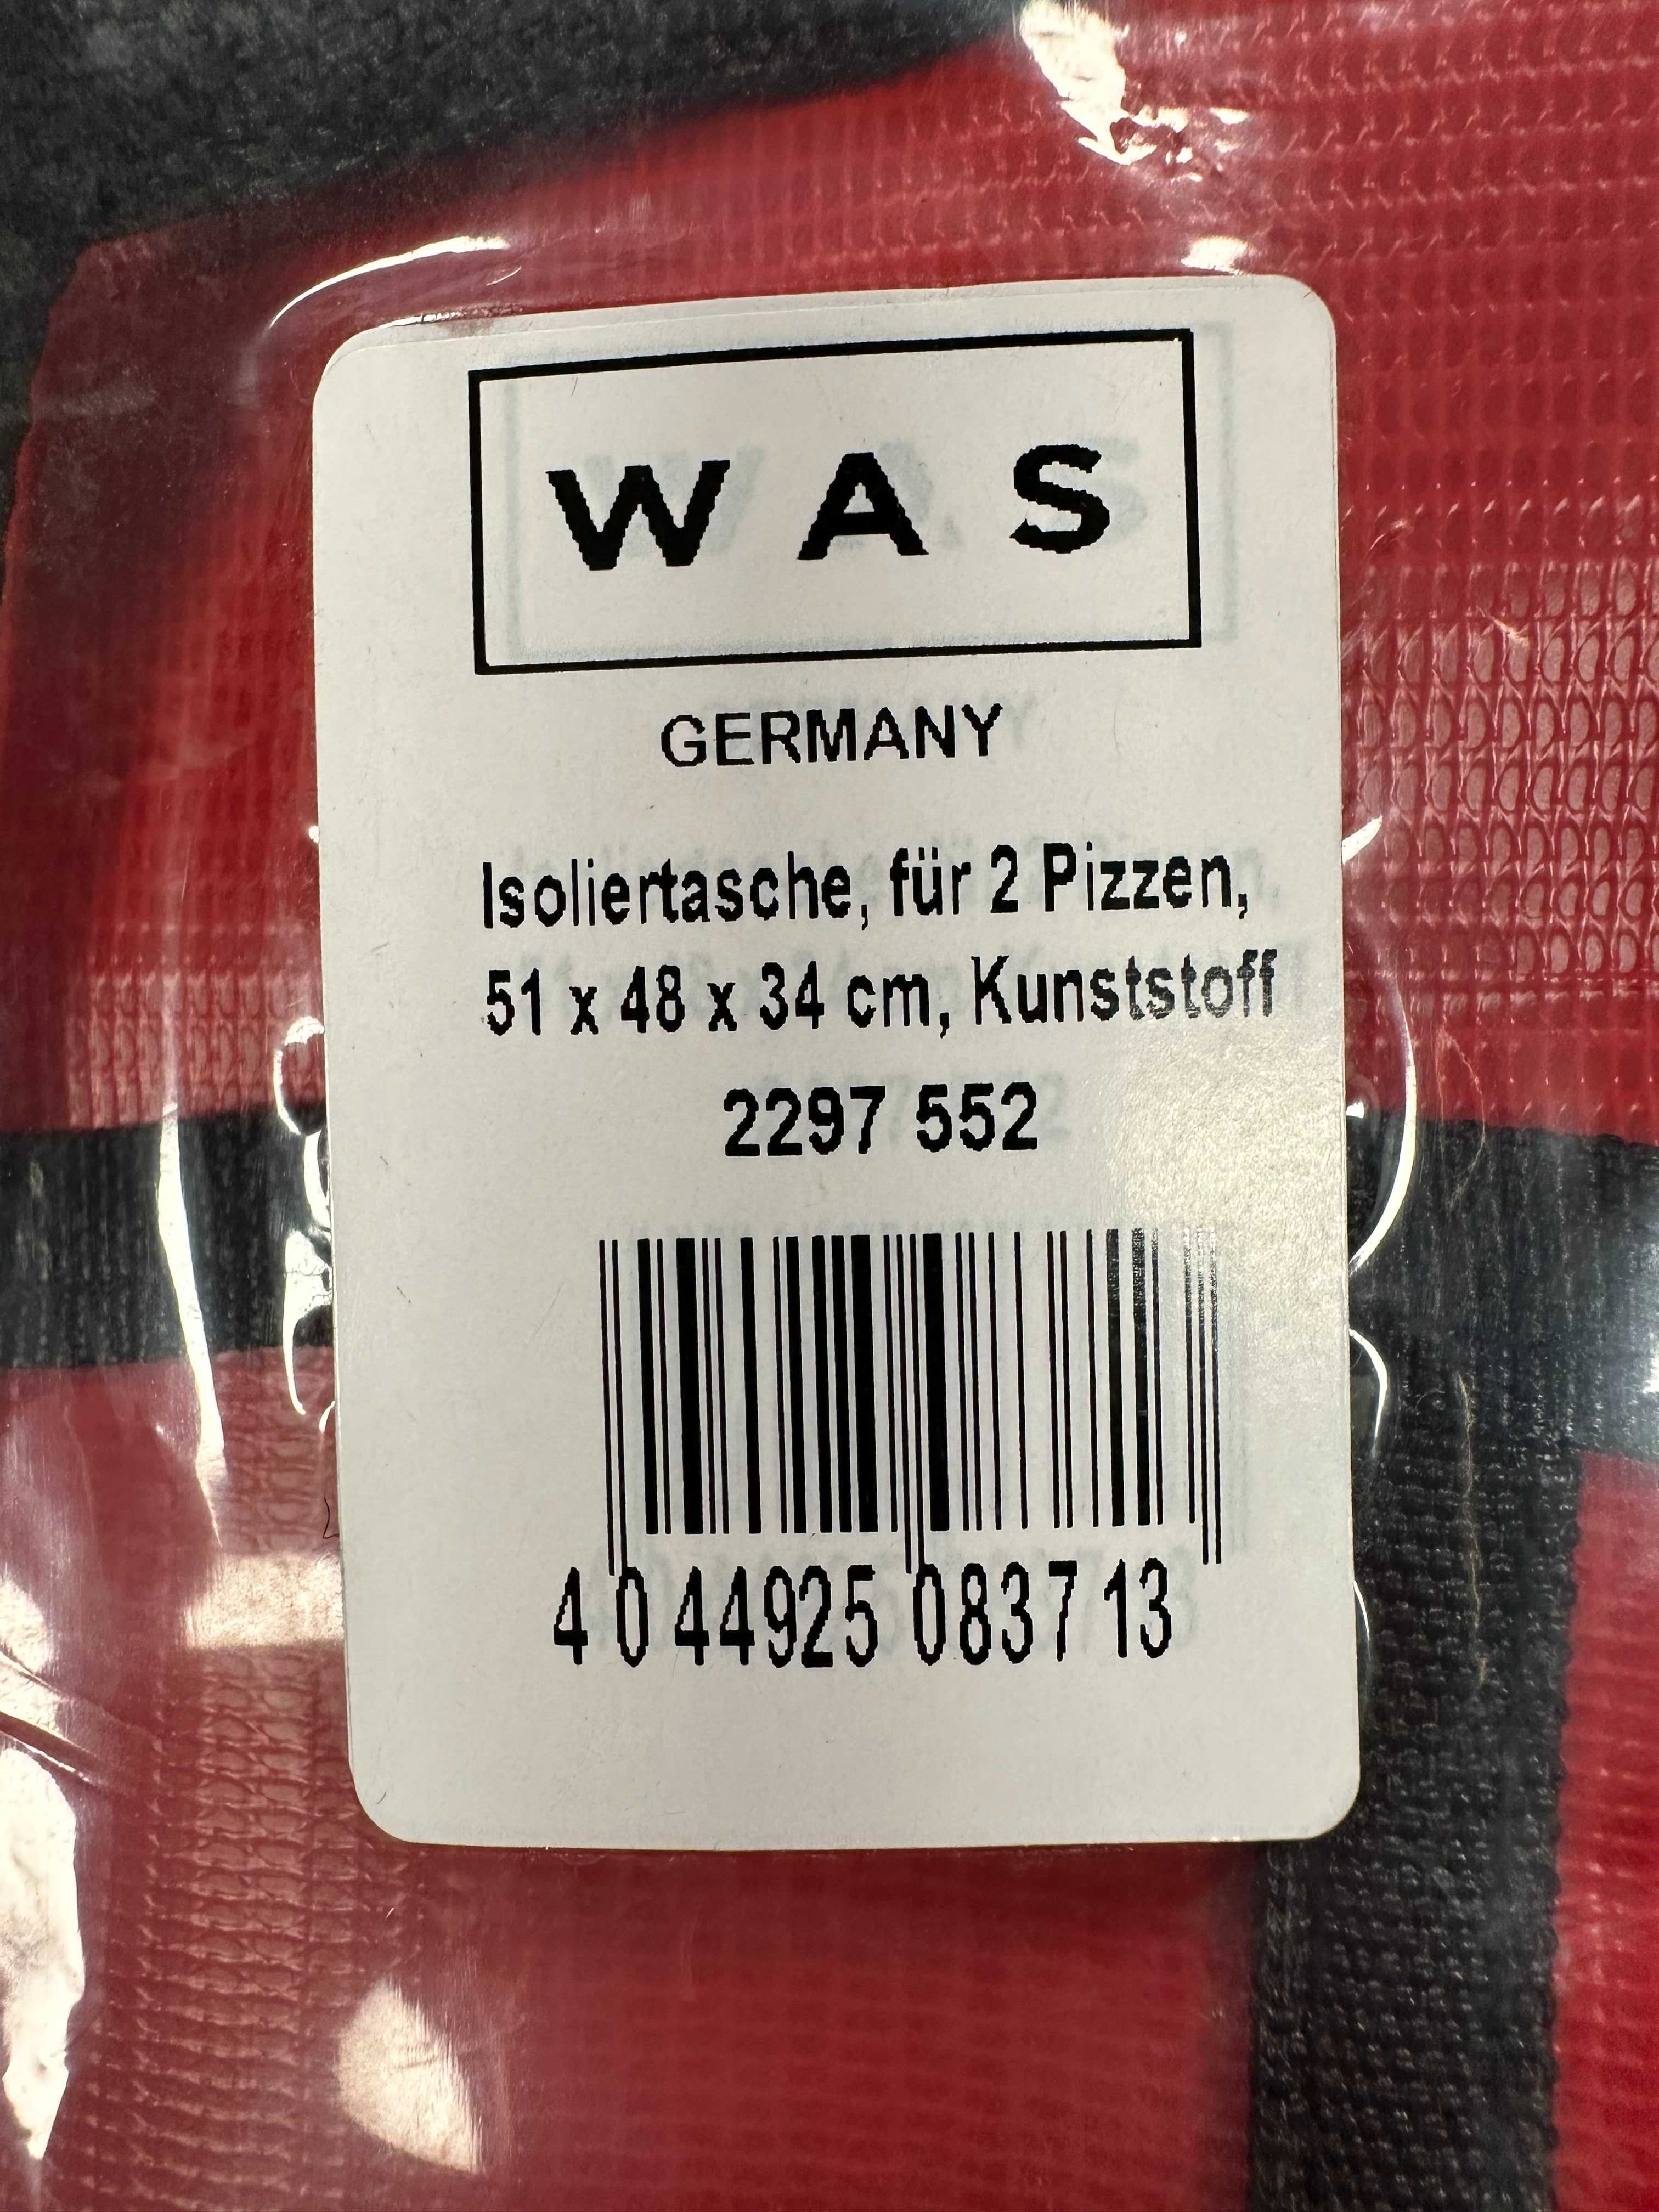 WAS
GERMANY
Isoliertasche, für 2 Pizzen,
51 x 48 x 34 cm, Kunststoff
2297 552
4 044925 083713